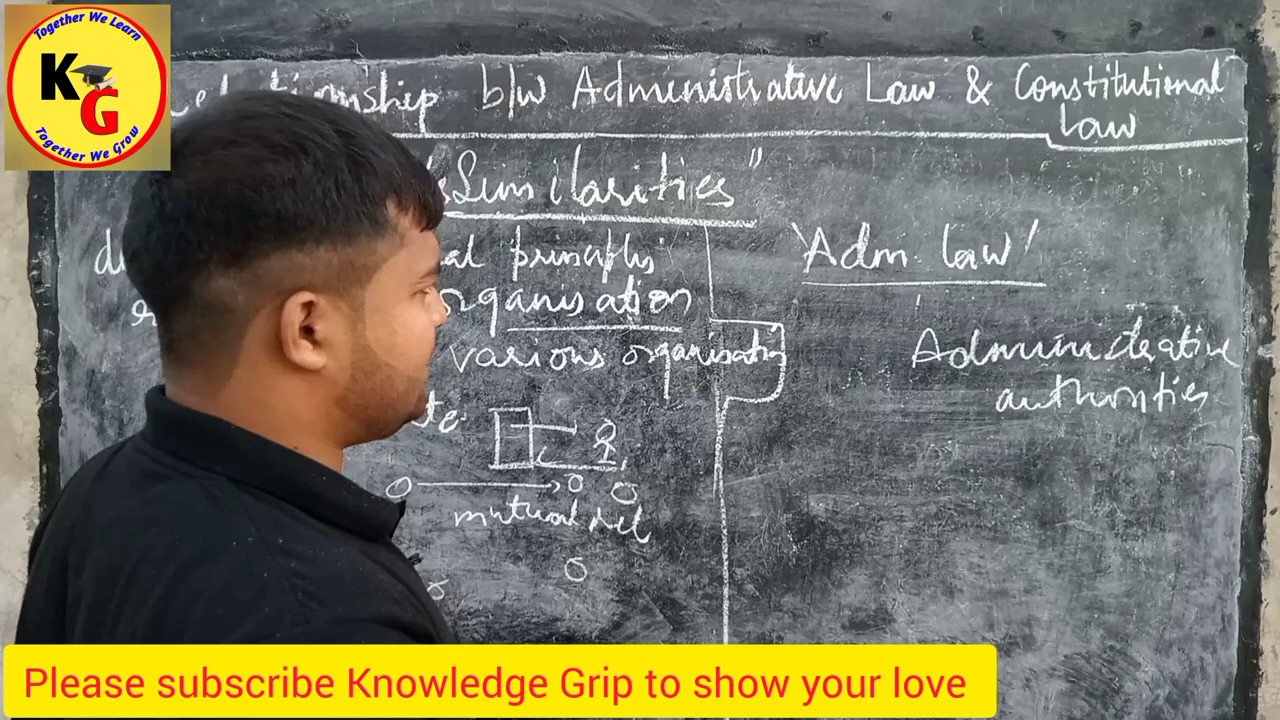 Together We Learn
KG
Together We Grow
b/w Administrative Law & Constitutional
Law
"Similarities"
'Adm. law'
principles
organisation
various organisation
Administrative
authorities
mutual rel
Please subscribe Knowledge Grip to show your love